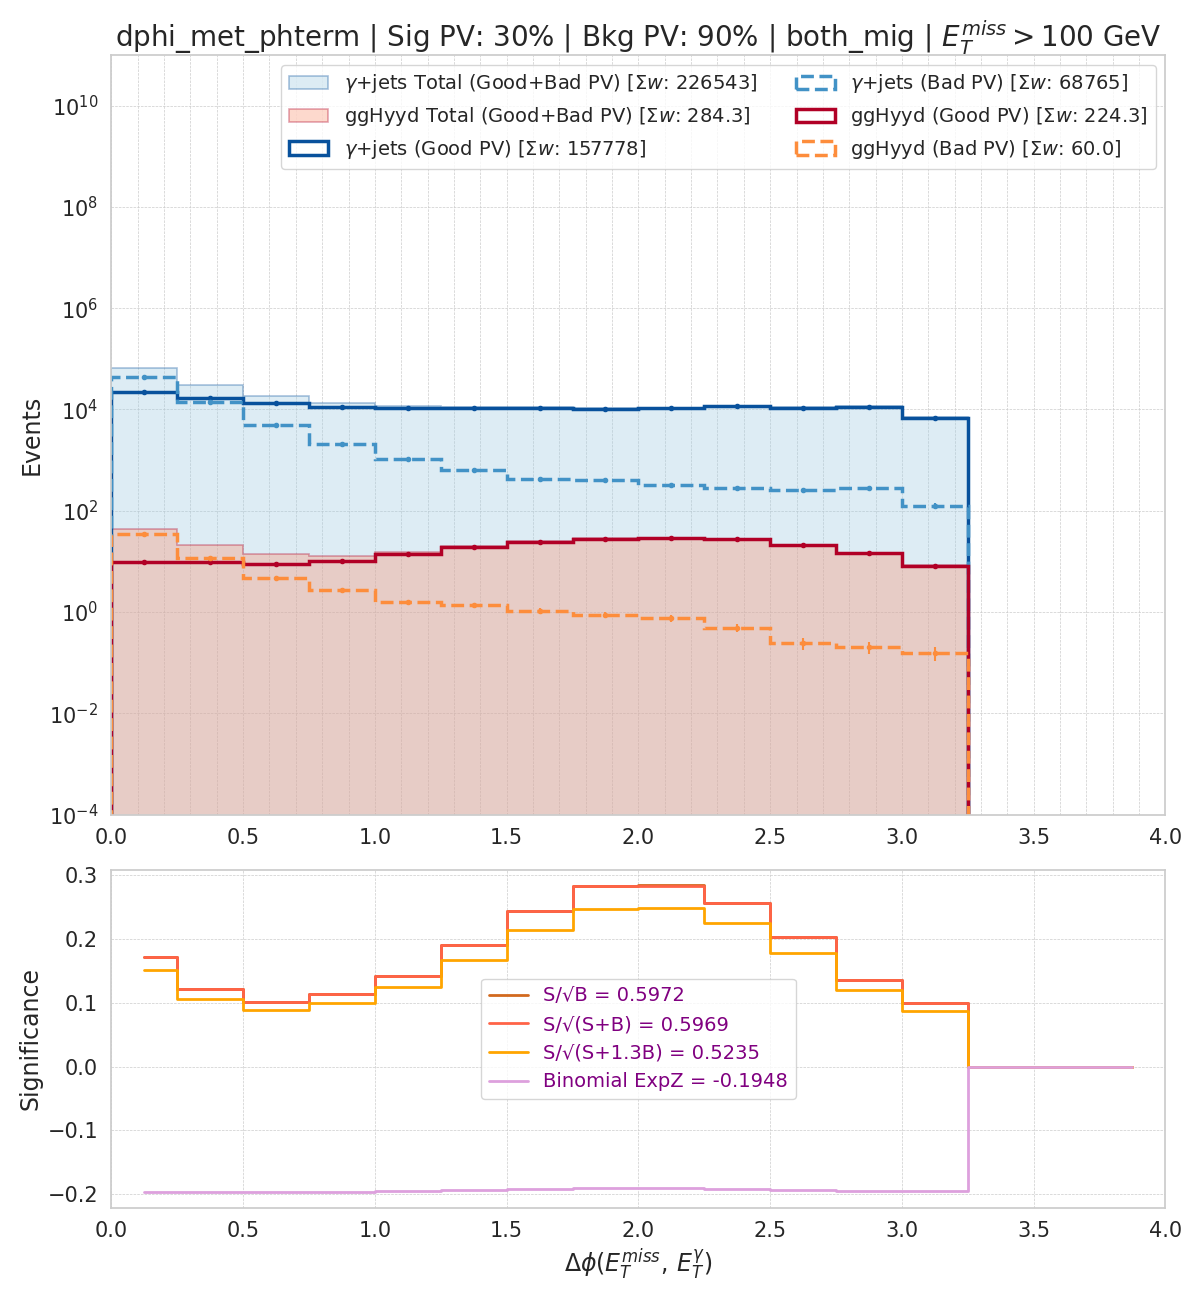 dphi_met_phterm | Sig PV: 30% | Bkg PV: 90% | both_mig | $E_T^{miss} > 100$ GeV
γ+jets Total (Good+Bad PV) [Σw: 226543]
ggHyyd Total (Good+Bad PV) [Σw: 284.3]
γ+jets (Good PV) [Σw: 157778]
γ+jets (Bad PV) [Σw: 68765]
ggHyyd (Good PV) [Σw: 224.3]
ggHyyd (Bad PV) [Σw: 60.0]
Events
10^{10}
10^{8}
10^{6}
10^{4}
10^{2}
10^{0}
10^{−2}
10^{−4}
0.0 0.5 1.0 1.5 2.0 2.5 3.0 3.5 4.0
Significance
0.3
0.2
0.1
0.0
−0.1
−0.2
S/√B = 0.5972
S/√(S+B) = 0.5969
S/√(S+1.3B) = 0.5235
Binomial ExpZ = -0.1948
0.0 0.5 1.0 1.5 2.0 2.5 3.0 3.5 4.0
$\Delta\phi(E_T^{miss}, E_T^{\gamma})$